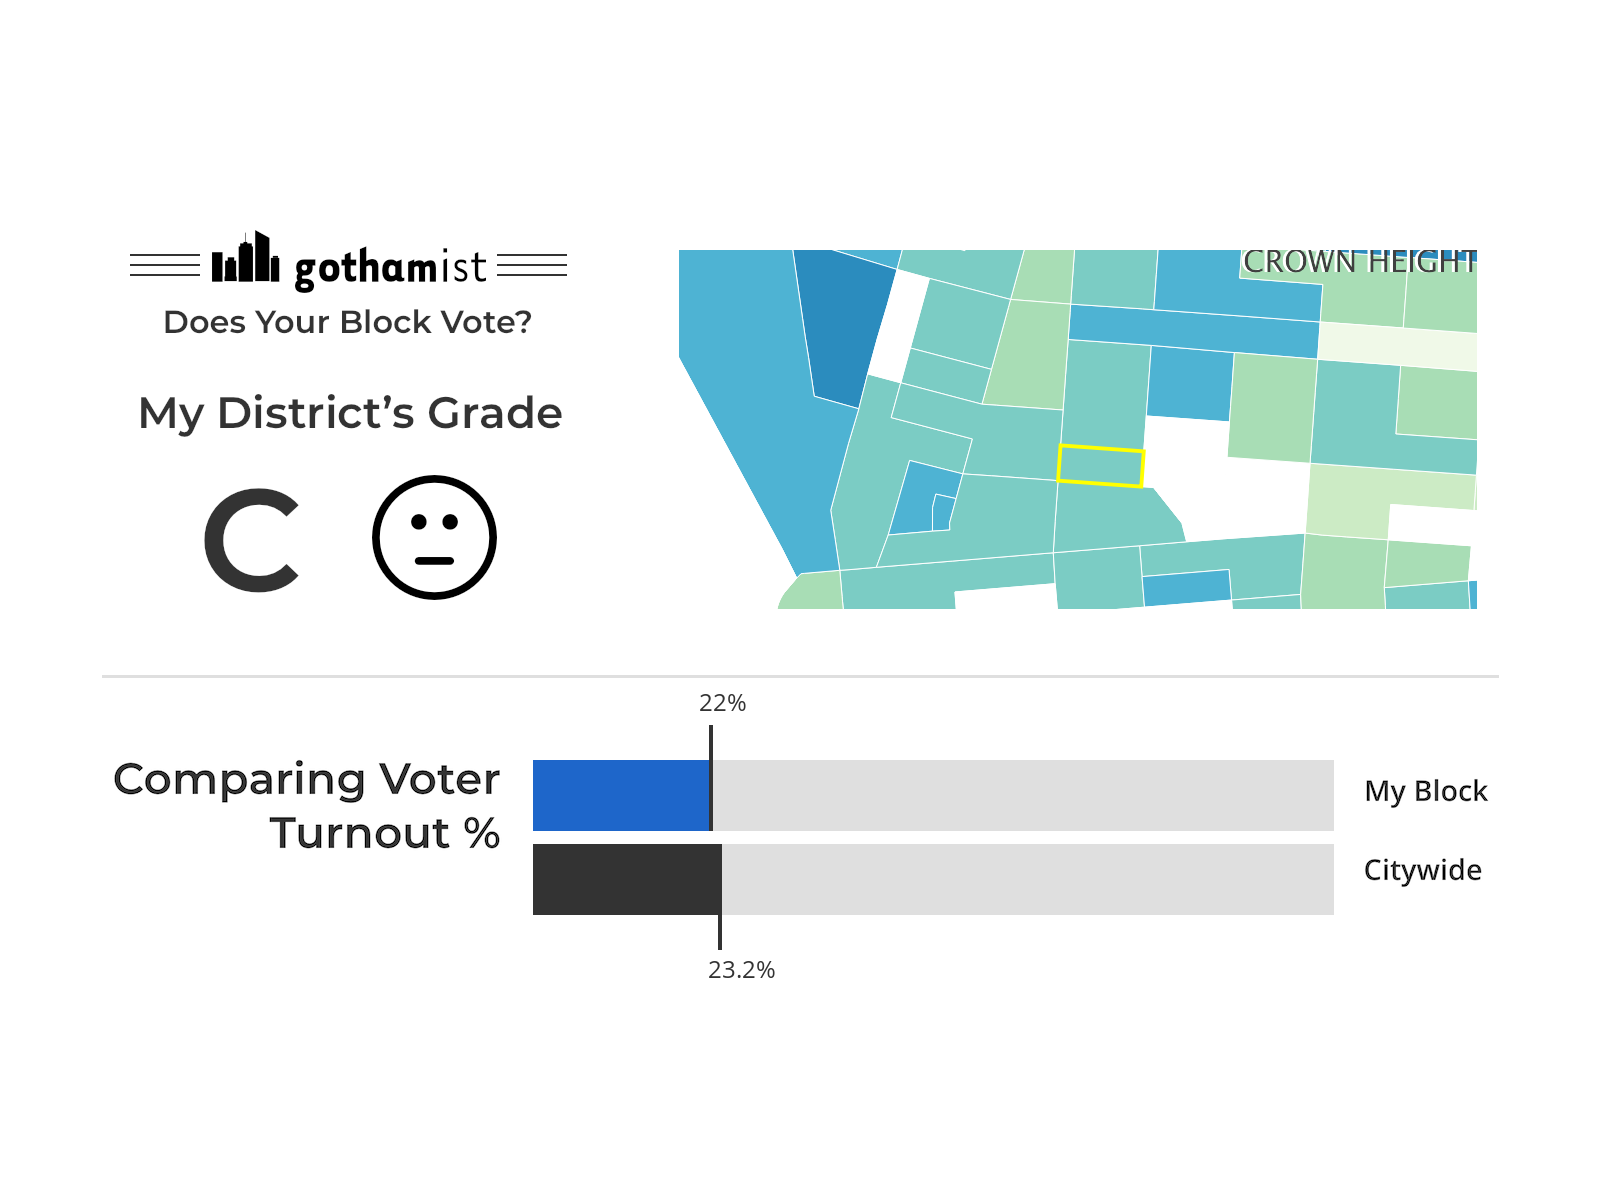 gothamist
Does Your Block Vote?
My District's Grade
C
CROWN HEIGHT
22%
Comparing Voter
Turnout %
My Block
Citywide
23.2%